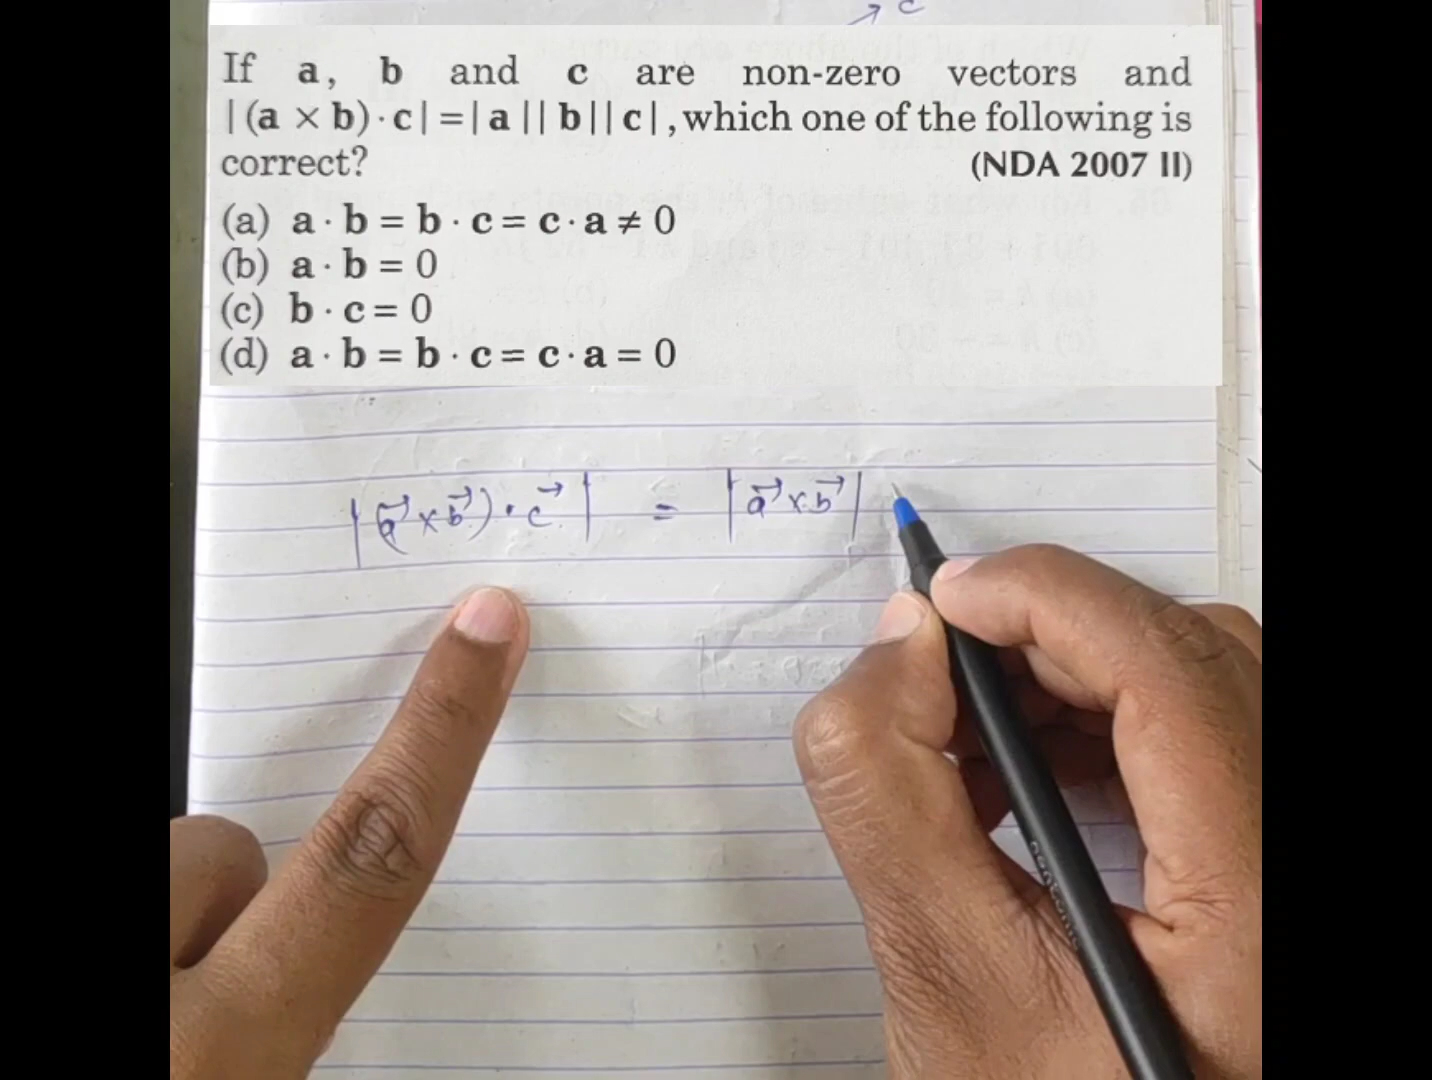 c
If a, b and c are non-zero vectors and
|(a × b) · c| = | a || b || c |, which one of the following is
correct? (NDA 2007 II)
(a) a · b = b · c = c · a ≠ 0
(b) a · b = 0
(c) b · c = 0
(d) a · b = b · c = c · a = 0
|(a⃗ × b⃗) · c⃗| = |a⃗ × b⃗|